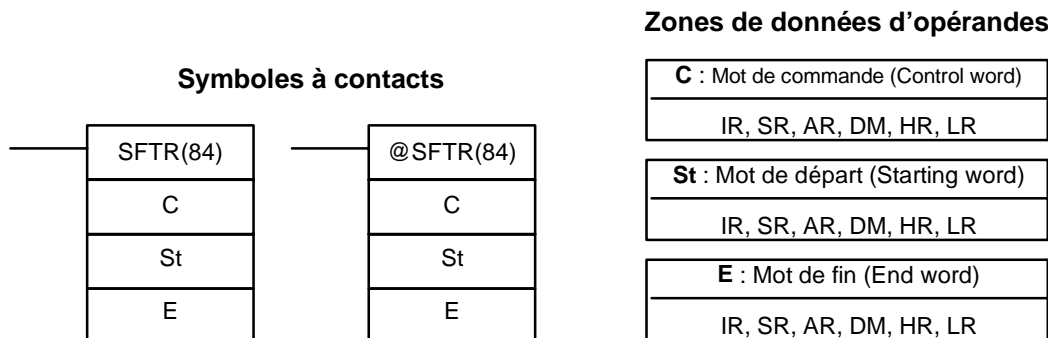 Zones de données d’opérandes
Symboles à contacts
SFTR(84)
C
St
E
@SFTR(84)
C
St
E
C : Mot de commande (Control word)
IR, SR, AR, DM, HR, LR
St : Mot de départ (Starting word)
IR, SR, AR, DM, HR, LR
E : Mot de fin (End word)
IR, SR, AR, DM, HR, LR